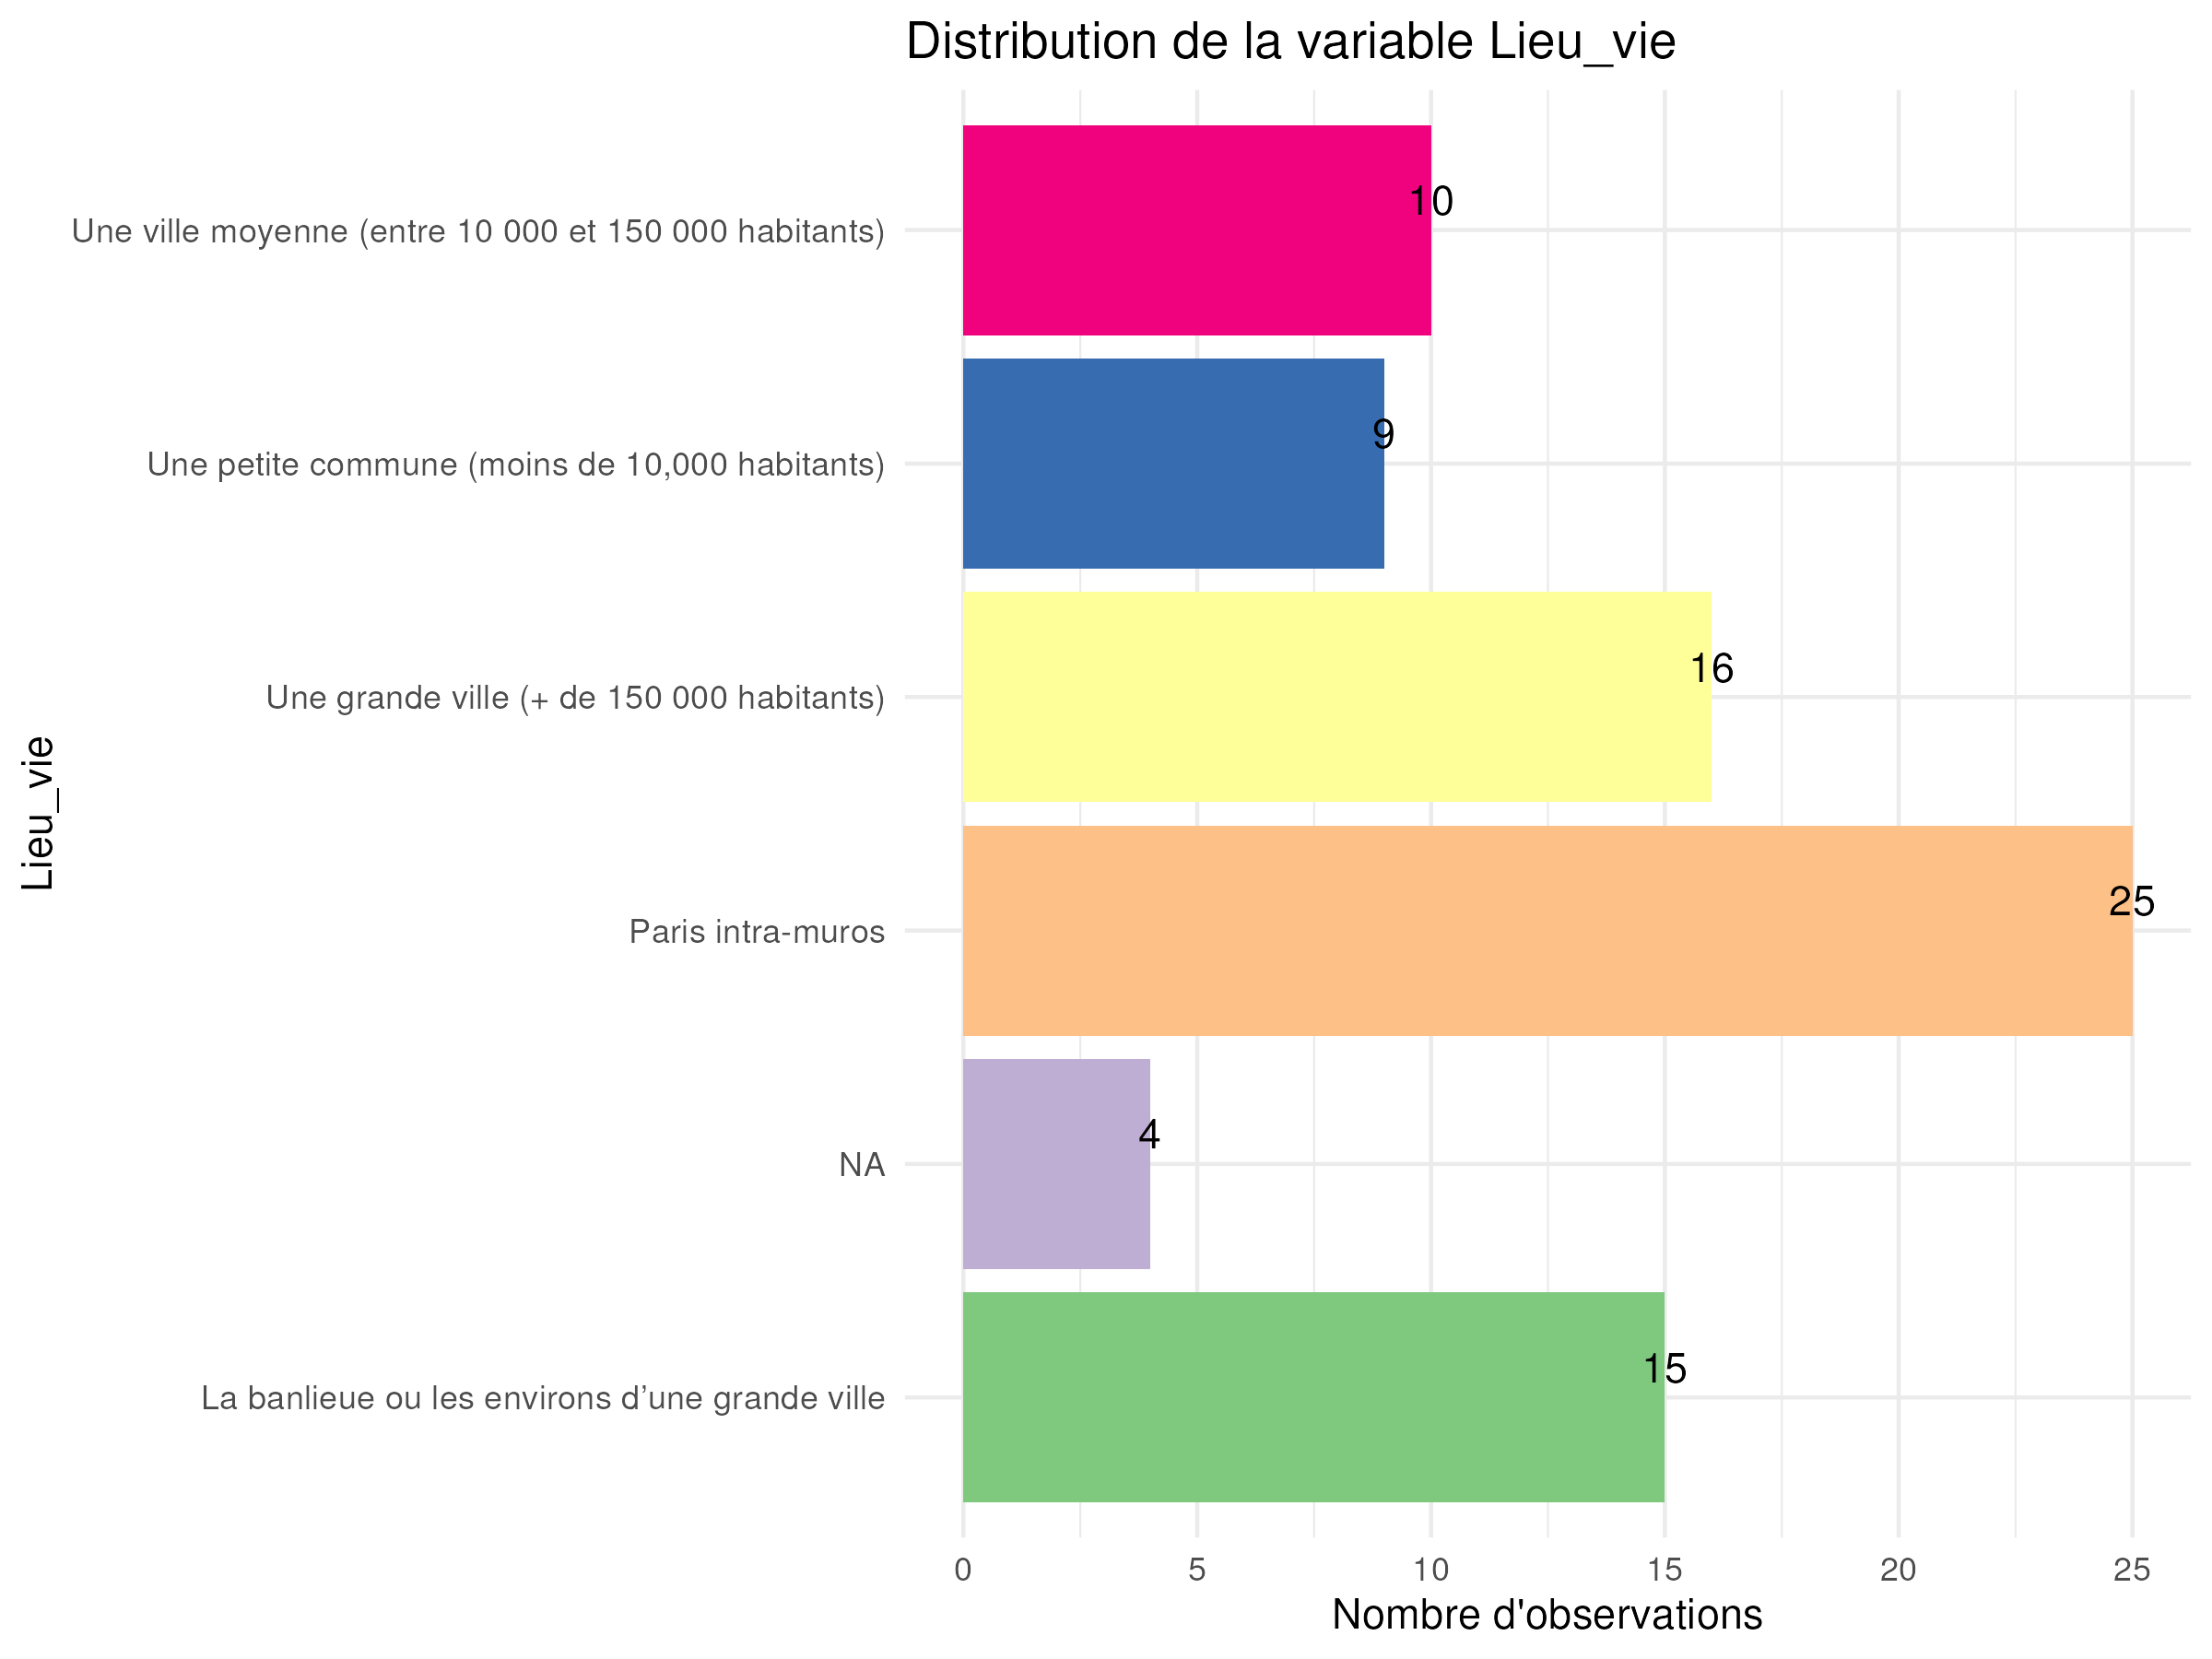 Distribution de la variable Lieu_vie
Une ville moyenne (entre 10 000 et 150 000 habitants)
10
Une petite commune (moins de 10,000 habitants)
9
Une grande ville (+ de 150 000 habitants)
16
Lieu_vie
Paris intra-muros
25
NA
4
La banlieue ou les environs d’une grande ville
15
0 5 10 15 20 25
Nombre d'observations